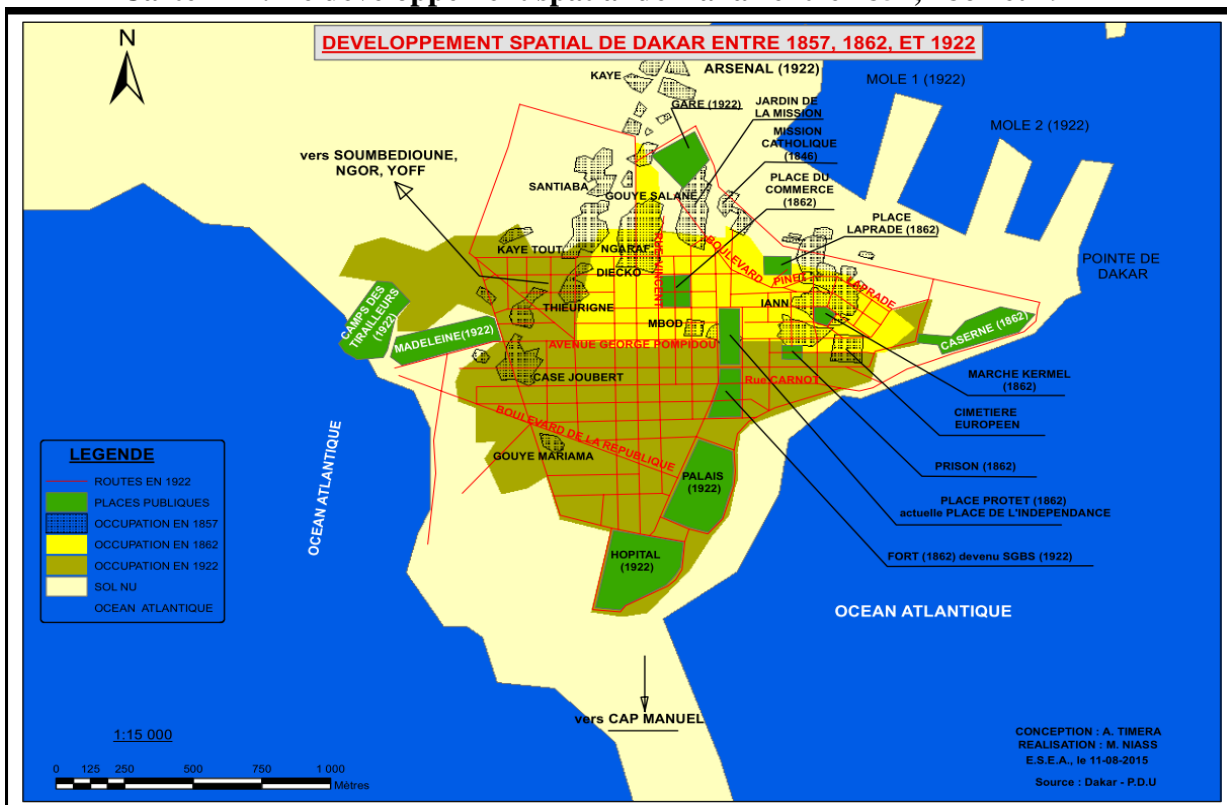 DEVELOPPEMENT SPATIAL DE DAKAR ENTRE 1857, 1862, ET 1922
N
KAYE
ARSENAL (1922)
MOLE 1 (1922)
GARE (1922)
JARDIN DE
LA MISSION
MOLE 2 (1922)
MISSION
CATHOLIQUE
(1846)
vers SOUMBEDIOUNE,
NGOR, YOFF
PLACE DU
COMMERCE
(1862)
SANTIABA
GOUYE SALANE
PLACE
LAPRADE (1862)
KAYE TOUT
NGARAF
BOULEVARD
PINET
LAPRADE
POINTE DE
DAKAR
DIECKO
VINCENT
THIEURIGNE
IANN
CAMPS DES
TIRAILLEURS
(1922)
MADELEINE(1922)
MBOD
CASERNE (1862)
AVENUE GEORGE POMPIDOU
CASE JOUBERT
Rue CARNOT
MARCHE KERMEL
(1862)
BOULEVARD DE LA REPUBLIQUE
CIMETIERE
EUROPEEN
GOUYE MARIAMA
PALAIS
(1922)
PRISON (1862)
PLACE PROTET (1862)
actuelle PLACE DE L'INDEPENDANCE
HOPITAL
(1922)
FORT (1862) devenu SGBS (1922)
OCEAN ATLANTIQUE
OCEAN ATLANTIQUE
LEGENDE
ROUTES EN 1922
PLACES PUBLIQUES
OCCUPATION EN 1857
OCCUPATION EN 1862
OCCUPATION EN 1922
SOL NU
OCEAN ATLANTIQUE
vers CAP MANUEL
1:15 000
0 125 250 500 750 1 000
Mètres
CONCEPTION : A. TIMERA
REALISATION : M. NIASS
E.S.E.A., le 11-08-2015
Source : Dakar - P.D.U